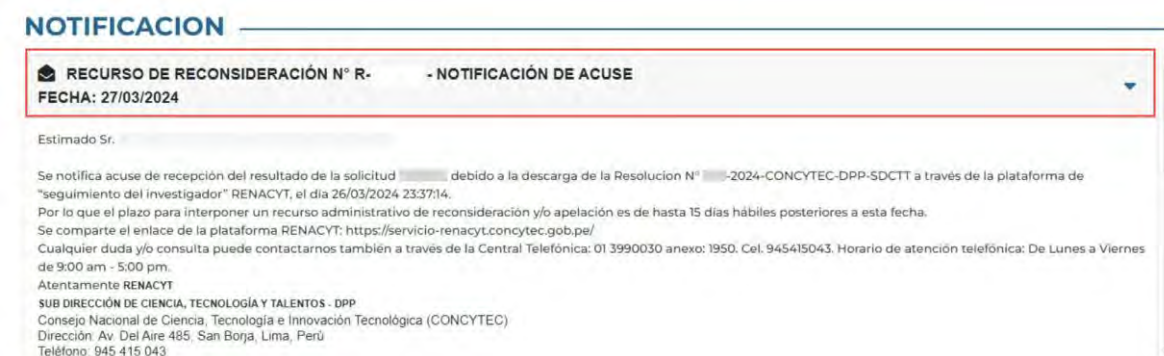 NOTIFICACION
RECURSO DE RECONSIDERACIÓN N° R- - NOTIFICACIÓN DE ACUSE
FECHA: 27/03/2024
Estimado Sr.
Se notifica acuse de recepción del resultado de la solicitud , debido a la descarga de la Resolucion N° -2024-CONCYTEC-DPP-SDCTT a través de la plataforma de
"seguimiento del investigador" RENACYT, el día 26/03/2024 23:37:14.
Por lo que el plazo para interponer un recurso administrativo de reconsideración y/o apelación es de hasta 15 días hábiles posteriores a esta fecha.
Se comparte el enlace de la plataforma RENACYT: https://servicio-renacyt.concytec.gob.pe/
Cualquier duda y/o consulta puede contactarnos también a través de la Central Telefónica: 01 3990030 anexo: 1950. Cel. 945415043. Horario de atención telefónica: De Lunes a Viernes
de 9:00 am - 5:00 pm.
Atentamente RENACYT
SUB DIRECCIÓN DE CIENCIA, TECNOLOGÍA Y TALENTOS - DPP
Consejo Nacional de Ciencia, Tecnología e Innovación Tecnológica (CONCYTEC)
Dirección: Av. Del Aire 485, San Borja, Lima, Perú
Teléfono: 945 415 043